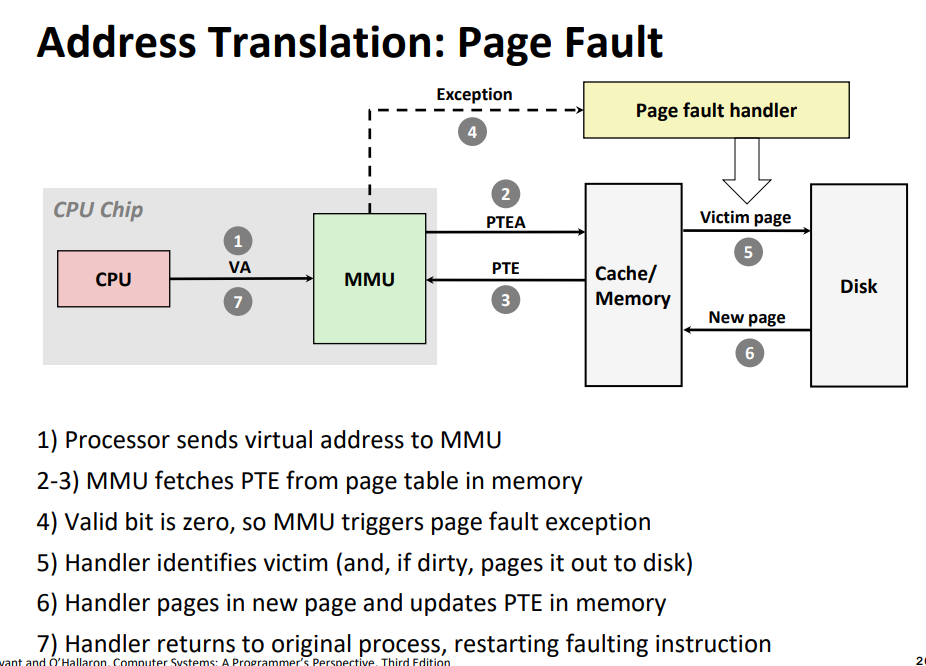 Address Translation: Page Fault
Exception
Page fault handler
4
CPU Chip
2
PTEA
Victim page
1
VA
CPU
MMU
PTE
Cache/
Memory
5
Disk
7
3
New page
6
1) Processor sends virtual address to MMU
2-3) MMU fetches PTE from page table in memory
4) Valid bit is zero, so MMU triggers page fault exception
5) Handler identifies victim (and, if dirty, pages it out to disk)
6) Handler pages in new page and updates PTE in memory
7) Handler returns to original process, restarting faulting instruction
yant and O'Hallaron, Computer Systems: A Programmer's Perspective, Third Edition